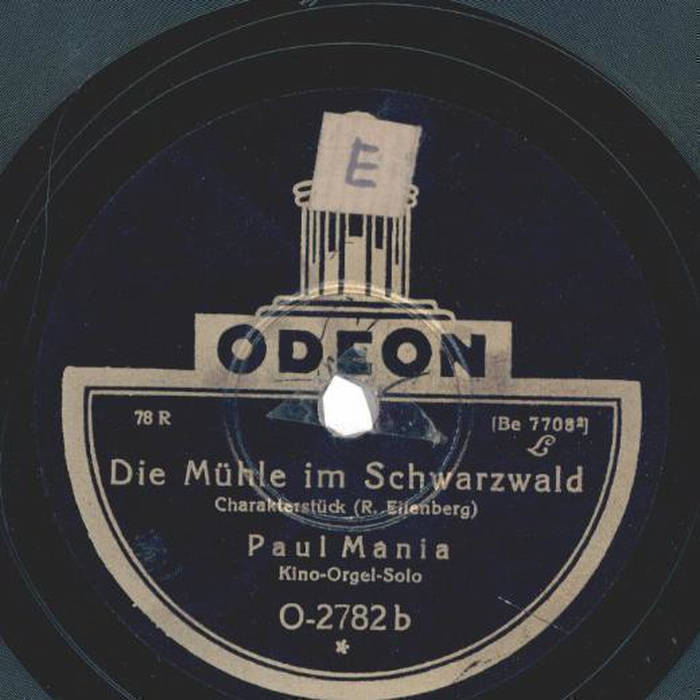 E
ODEON
78 R
[Be 7708²]
L
Die Mühle im Schwarzwald
Charakterstück (R. Eilenberg)
Paul Mania
Kino-Orgel-Solo
O-2782 b
*